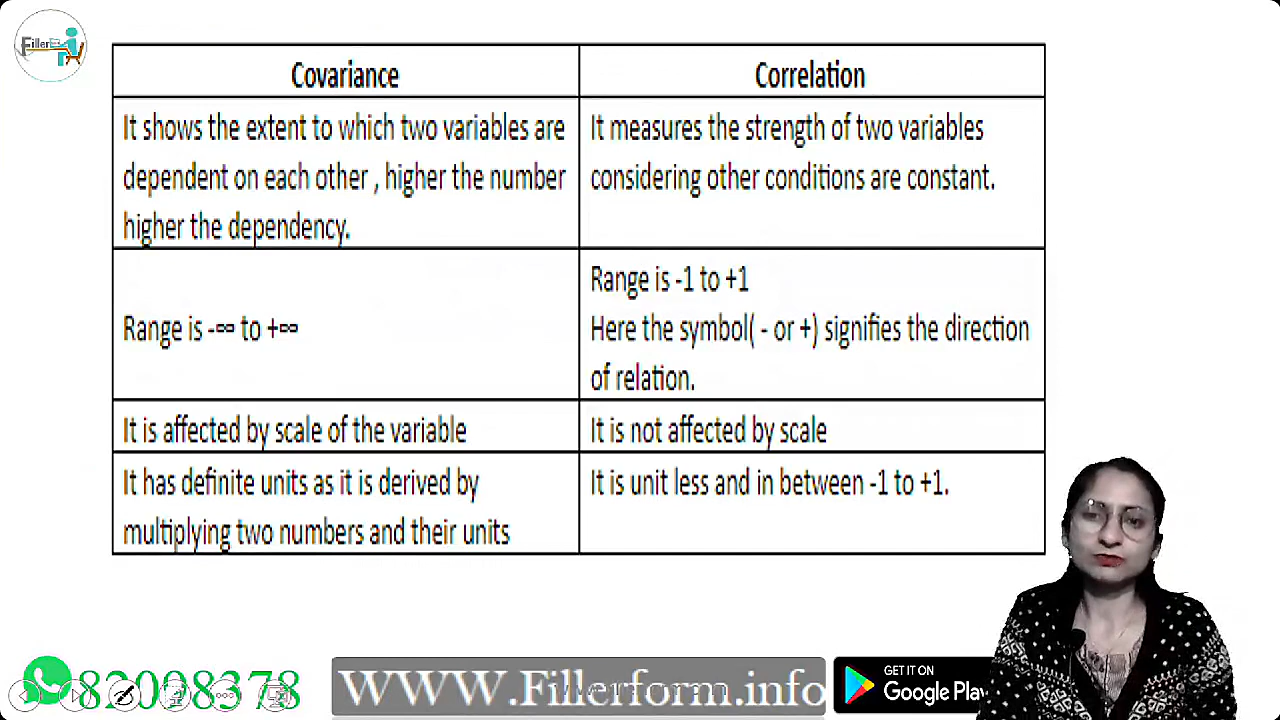 Filler
Covariance
Correlation
It shows the extent to which two variables are
dependent on each other , higher the number
higher the dependency.
It measures the strength of two variables
considering other conditions are constant.
Range is -∞ to +∞
Range is -1 to +1
Here the symbol( - or +) signifies the direction
of relation.
It is affected by scale of the variable
It is not affected by scale
It has definite units as it is derived by
multiplying two numbers and their units
It is unit less and in between -1 to +1.
WWW.Fillerform.info
GET IT ON
Google Play